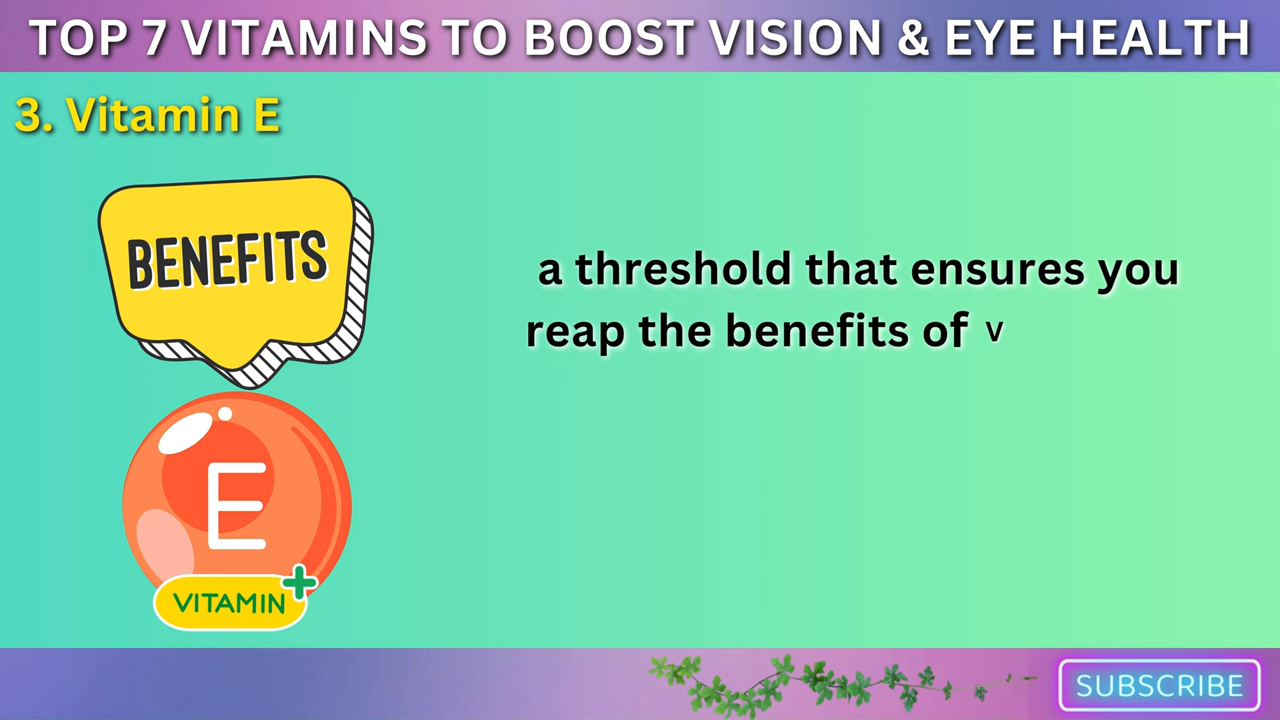 TOP 7 VITAMINS TO BOOST VISION & EYE HEALTH
3. Vitamin E
BENEFITS
a threshold that ensures you
reap the benefits of v
E
VITAMIN
SUBSCRIBE